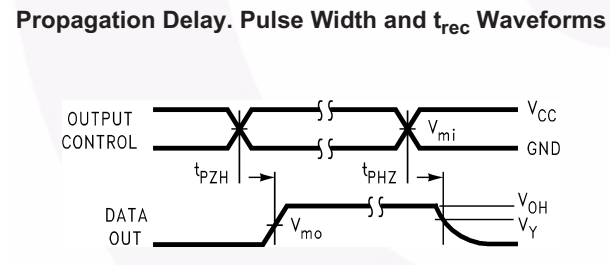 Propagation Delay. Pulse Width and trec Waveforms
OUTPUT
CONTROL
VCC
Vmi
GND
tPZH
tPHZ
DATA
OUT
Vmo
VOH
VY